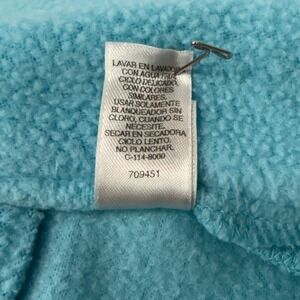 LAVAR EN LAVADORA
CON AGUA FRIA
CICLO DELICADO
CON COLORES
SIMILARES.
USAR SOLAMENTE
BLANQUEADOR SIN
CLORO, CUANDO SE
NECESITE.
SECAR EN SECADORA
CICLO LENTO.
NO PLANCHAR.
C-114-8000
709451